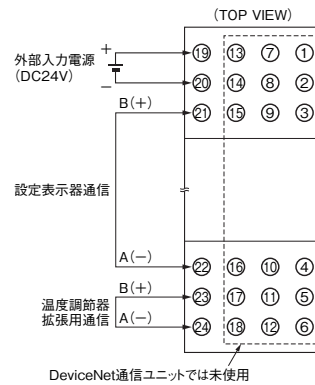 (TOP VIEW)
外部入力電源
(DC24V)
+
−
⑲ ⑬ ⑦ ①
⑳ ⑭ ⑧ ②
B(+)
㉑ ⑮ ⑨ ③
設定表示器通信
A(−)
㉒ ⑯ ⑩ ④
温度調節器
拡張用通信
B(+)
㉓ ⑰ ⑪ ⑤
A(−)
㉔ ⑱ ⑫ ⑥
DeviceNet通信ユニットでは未使用